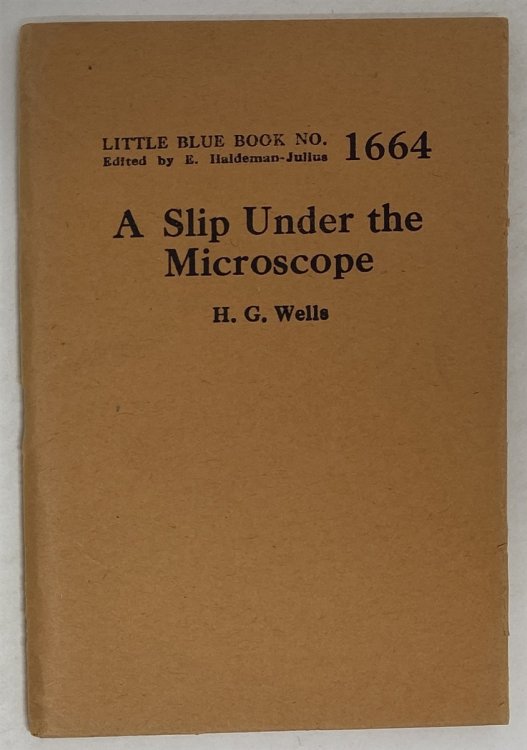 LITTLE BLUE BOOK NO. 1664
Edited by E. Haldeman-Julius
A Slip Under the
Microscope
H. G. Wells